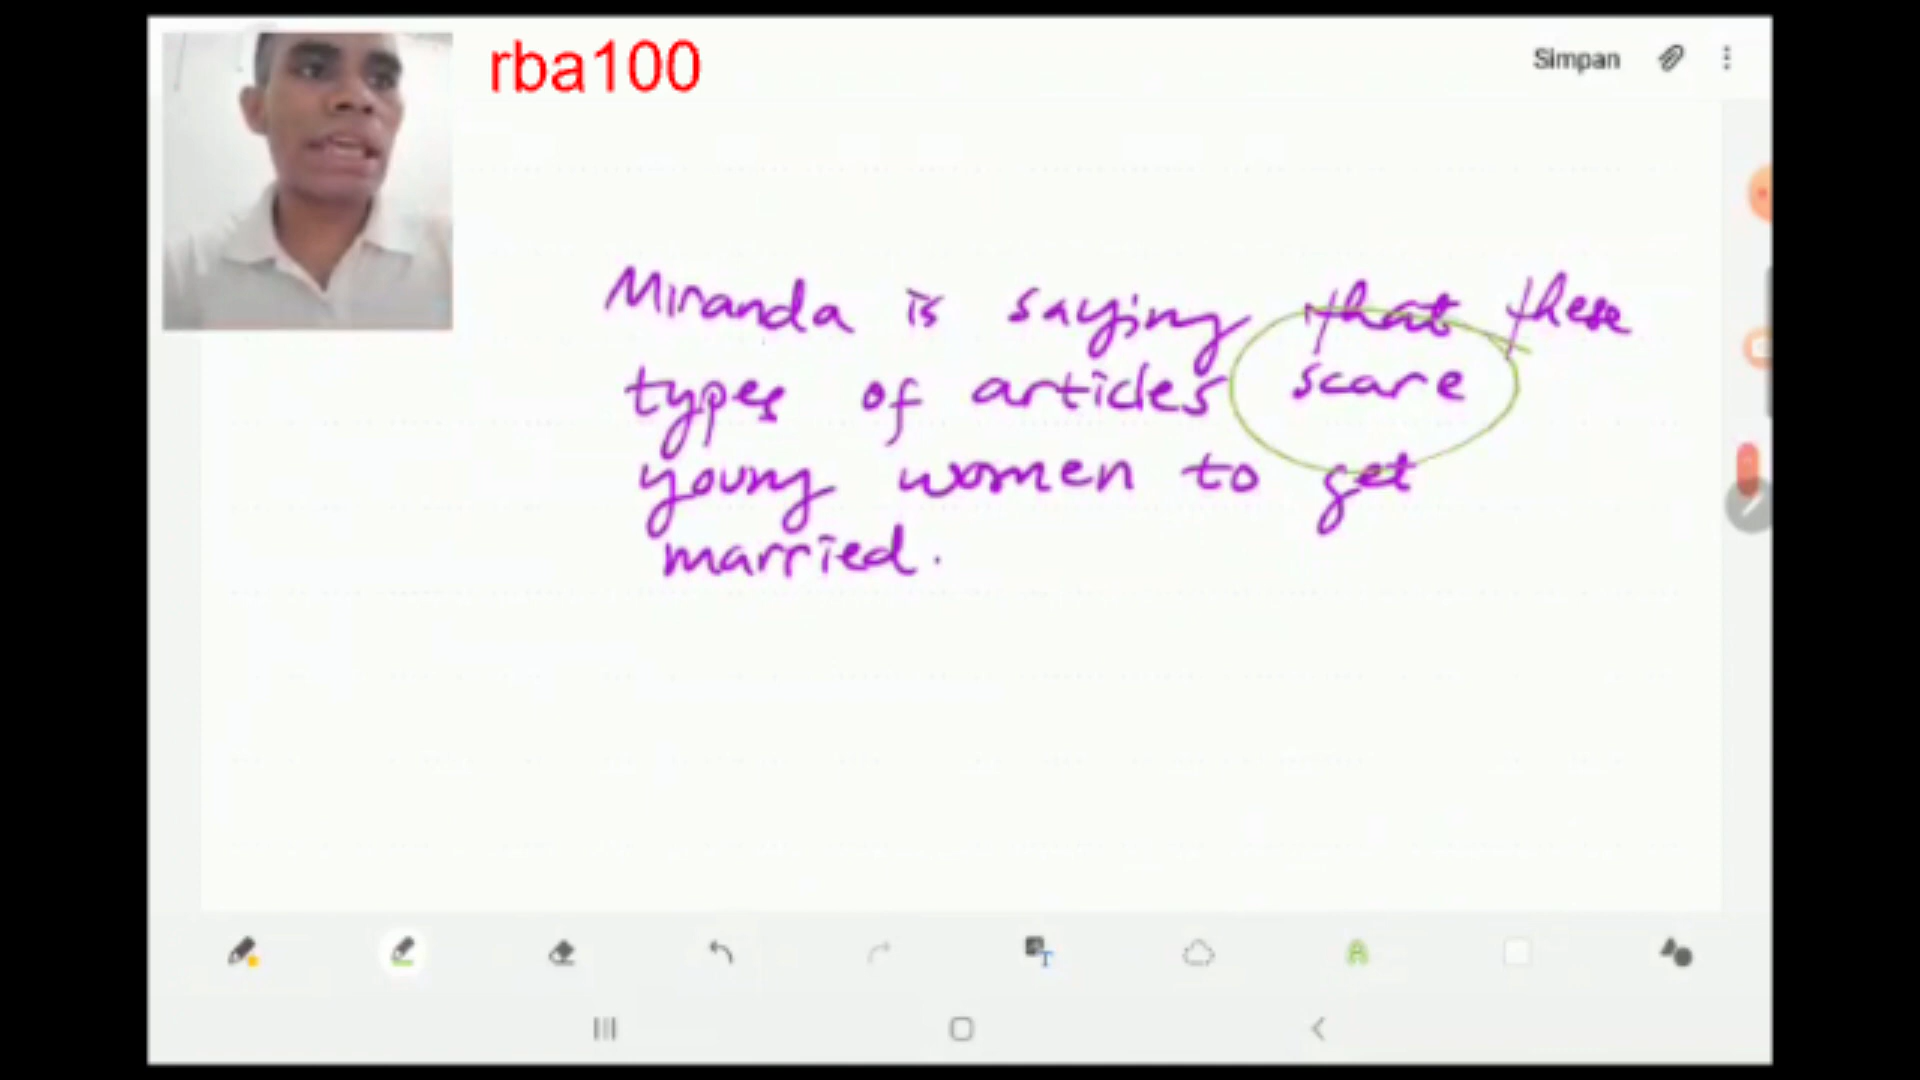 rba100
Simpan
Miranda is saying that these
types of articles scare
young women to get
married.